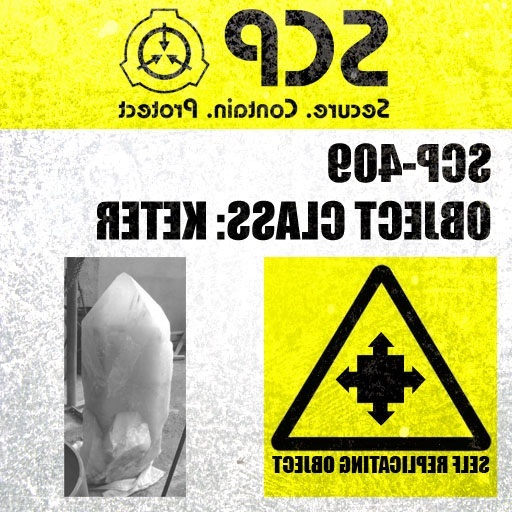 SCP
Secure. Contain. Protect.
SCP-409
OBJECT CLASS: KETER
SELF REPLICATING OBJECT